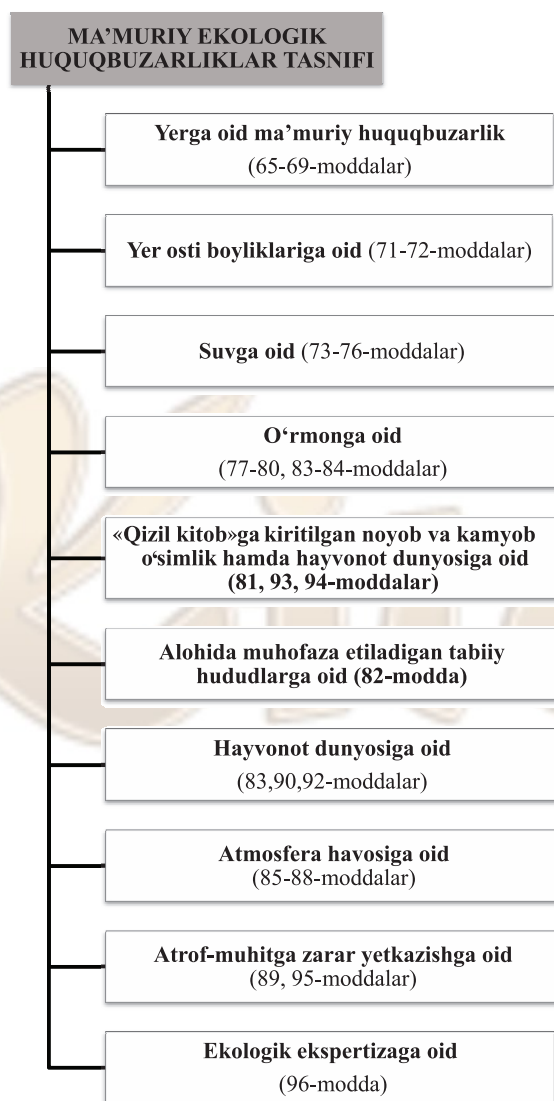 MA’MURIY EKOLOGIK
HUQUQBUZARLIKLAR TASNIFI
Yerga oid ma’muriy huquqbuzarlik
(65-69-moddalar)
Yer osti boyliklariga oid (71-72-moddalar)
Suvga oid (73-76-moddalar)
O‘rmonga oid
(77-80, 83-84-moddalar)
«Qizil kitob»ga kiritilgan noyob va kamyob
o‘simlik hamda hayvonot dunyosiga oid
(81, 93, 94-moddalar)
Alohida muhofaza etiladigan tabiiy
hududlarga oid (82-modda)
Hayvonot dunyosiga oid
(83,90,92-moddalar)
Atmosfera havosiga oid
(85-88-moddalar)
Atrof-muhitga zarar yetkazishga oid
(89, 95-moddalar)
Ekologik ekspertizaga oid
(96-modda)